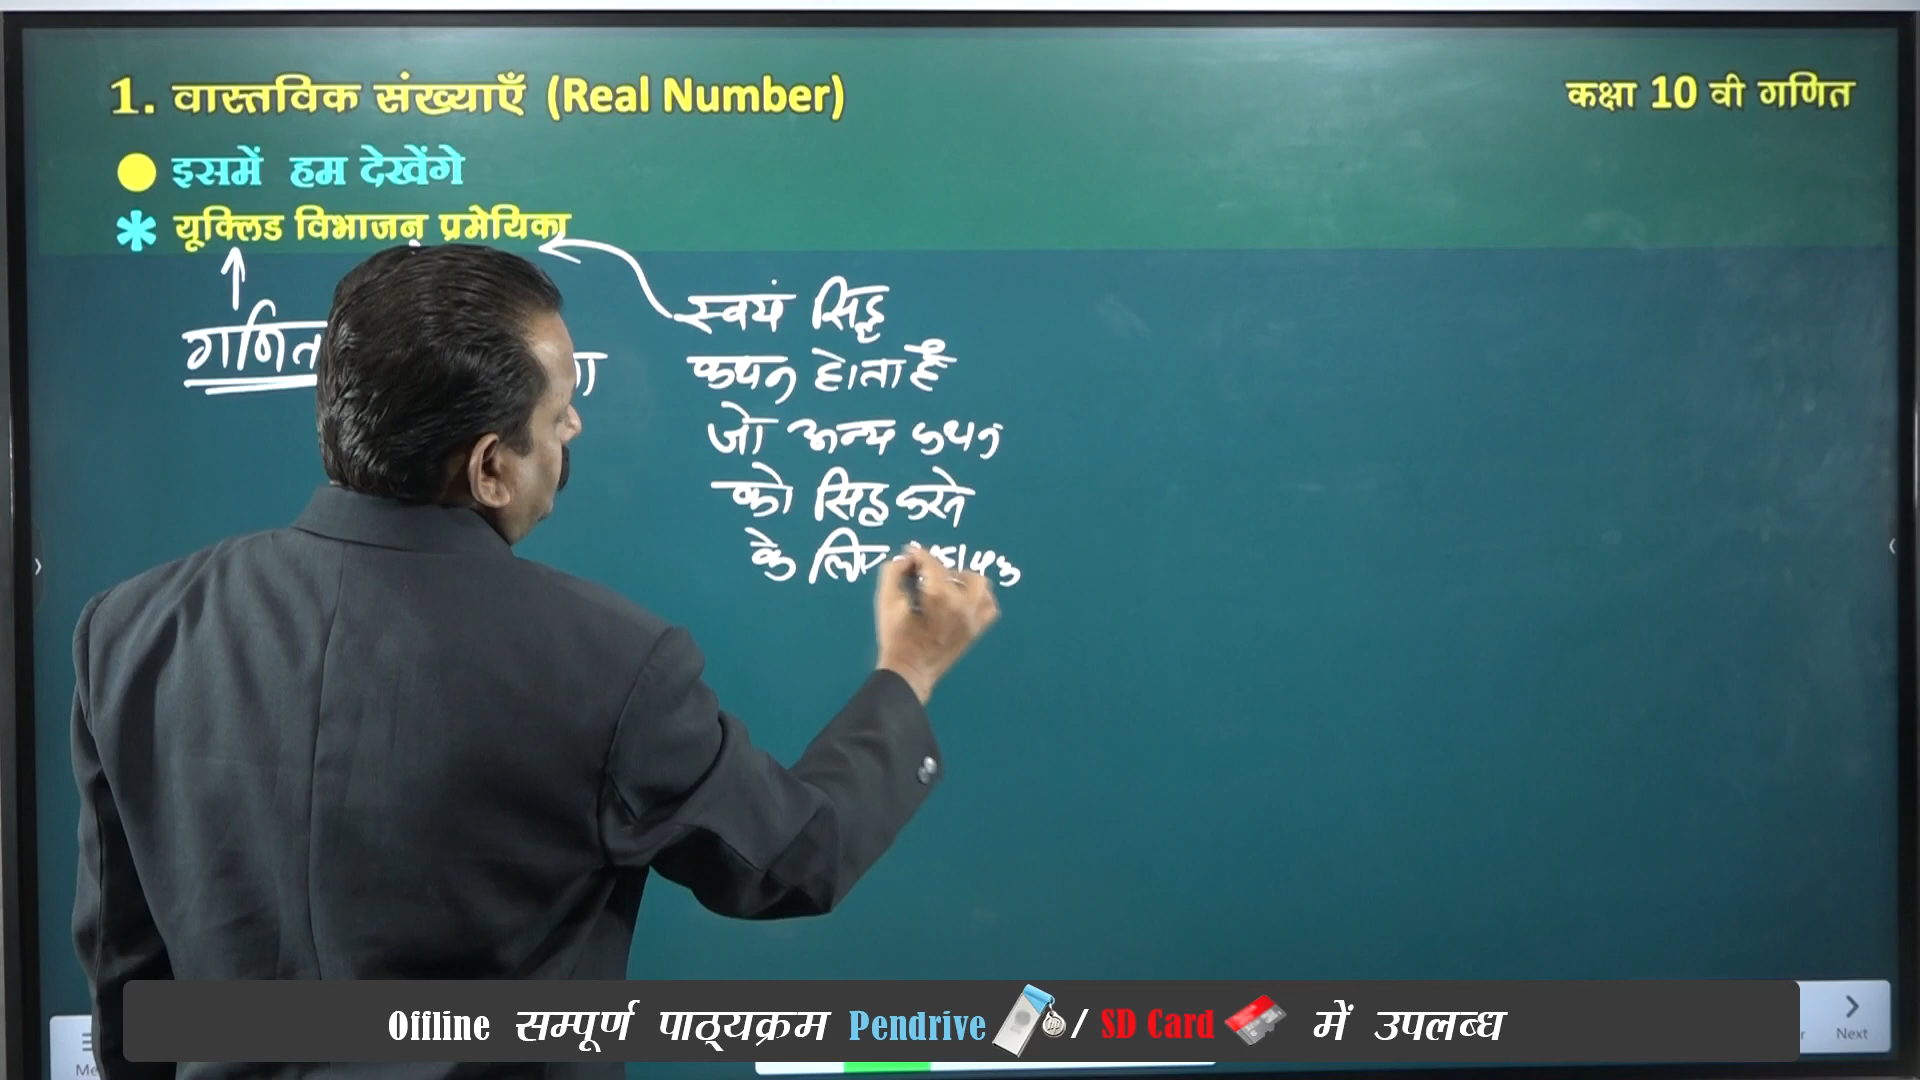 1. वास्तविक संख्याएँ (Real Number)
कक्षा 10 वी गणित
इसमें हम देखेंगे
* यूक्लिड विभाजन प्रमेयिका
गणित
स्वयं सिद्ध
कथन होता है
जो अन्य कथन
को सिद्ध करने
के लिए
Offline सम्पूर्ण पाठ्यक्रम Pendrive / SD Card में उपलब्ध
Next